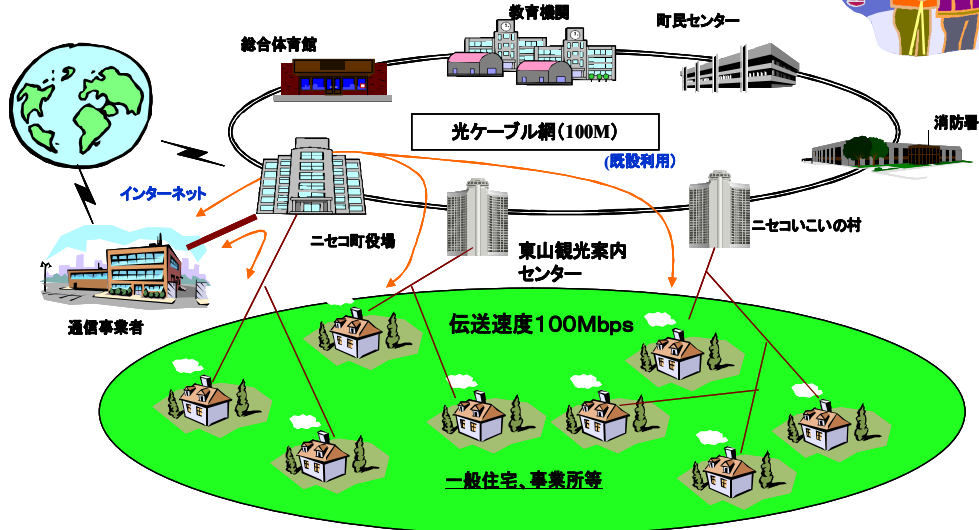 教育機関
町民センター
総合体育館
消防署
光ケーブル網(100M)
(既設利用)
インターネット
ニセコ町役場
ニセコいこいの村
東山観光案内
センター
通信事業者
伝送速度100Mbps
一般住宅、事業所等